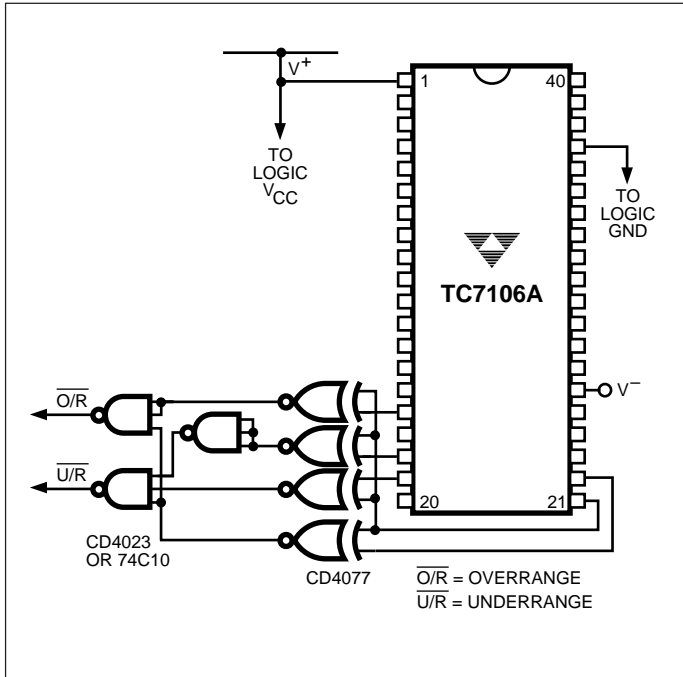 V+
1
40
TO
LOGIC
VCC
TO
LOGIC
GND
TC7106A
V–
O/R
U/R
20
21
CD4023
OR 74C10
CD4077
O/R = OVERRANGE
U/R = UNDERRANGE